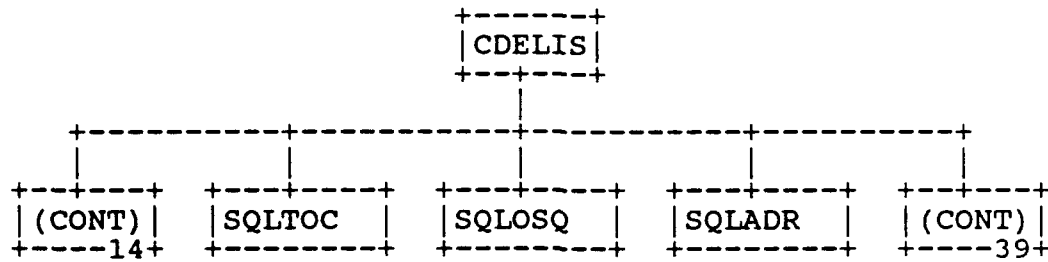 CDELIS
(CONT) SQLTOC SQLOSQ SQLADR (CONT)
14 39